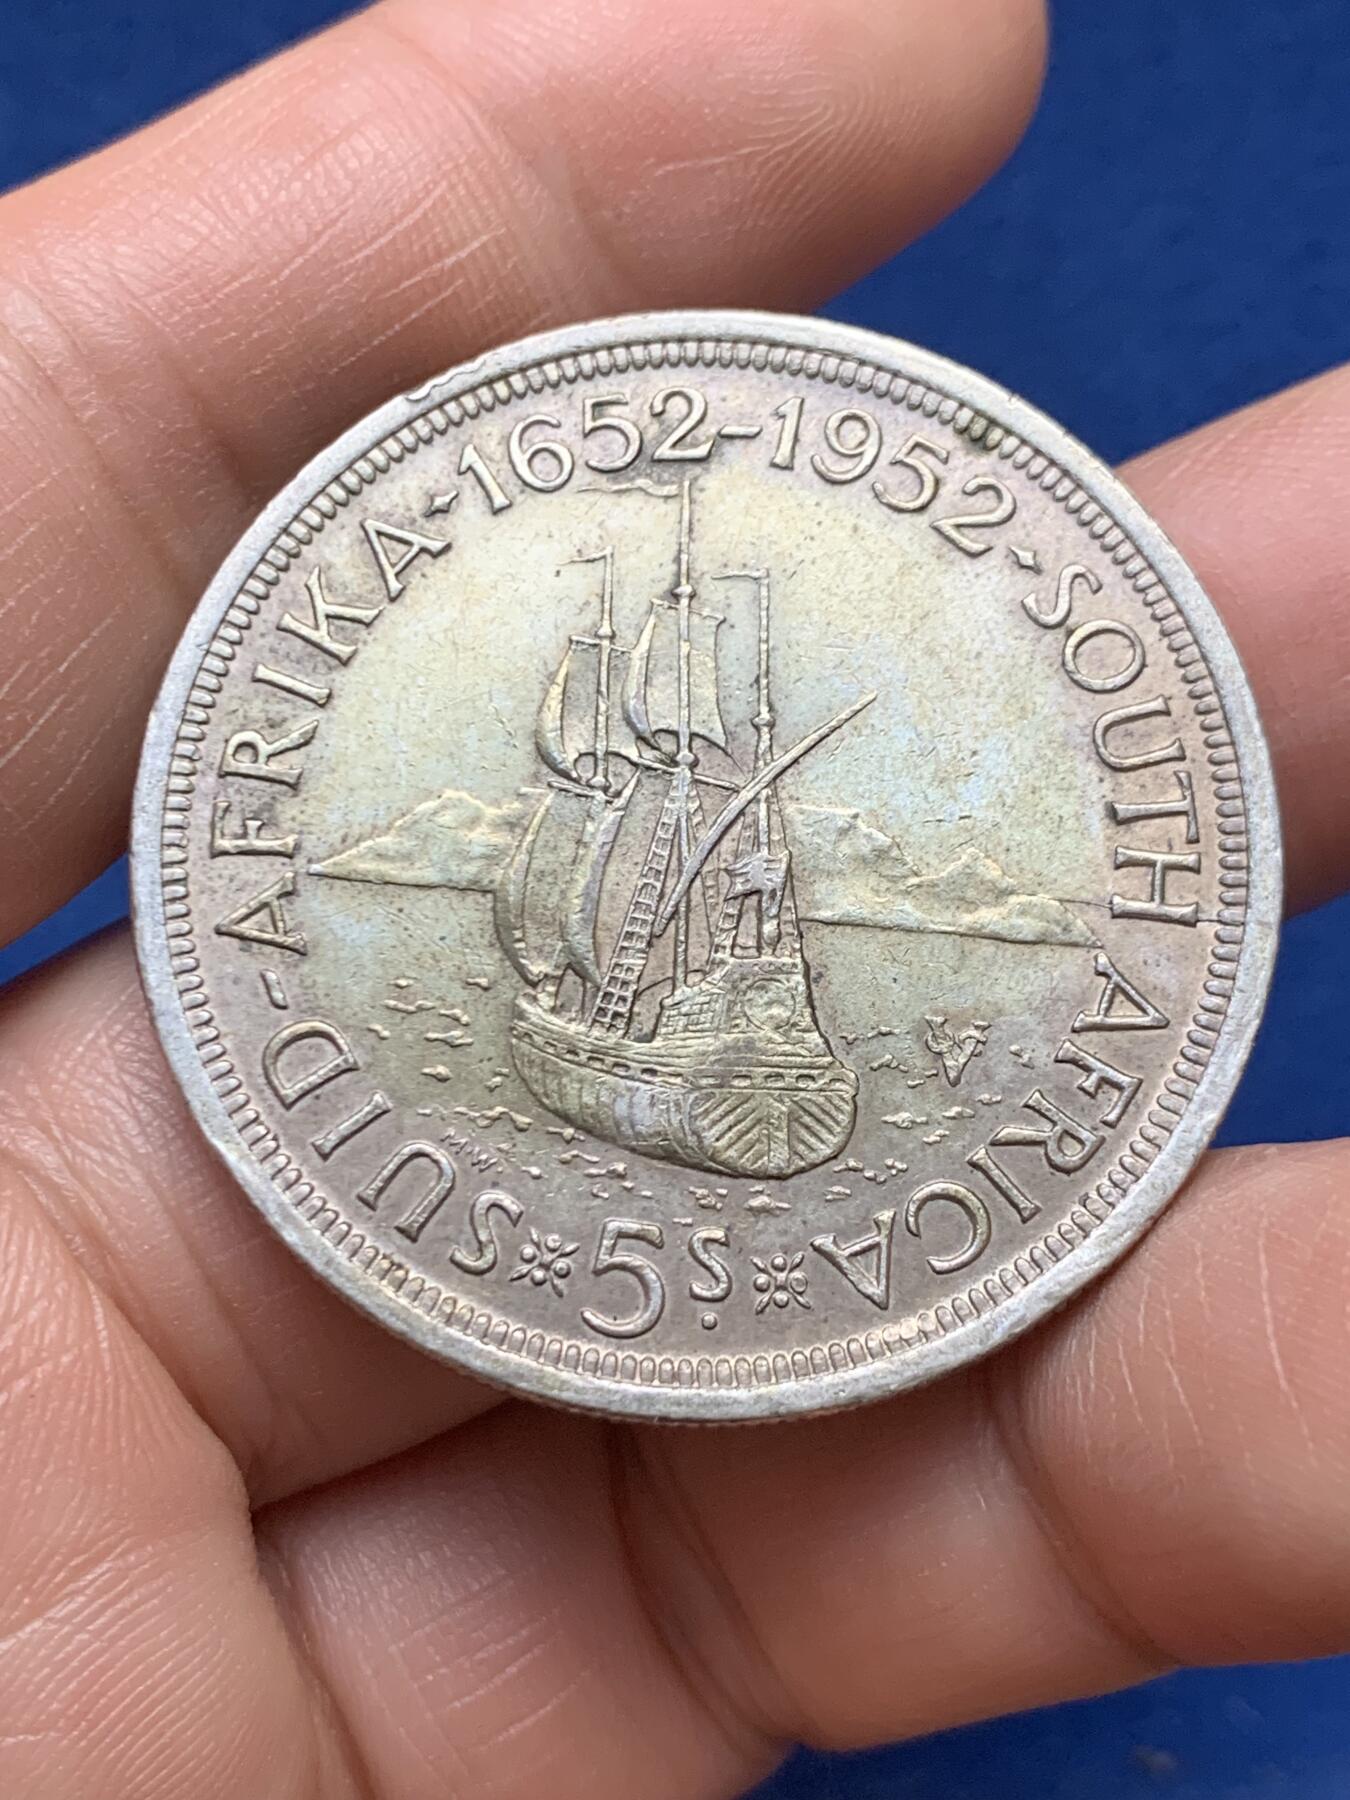 SUID-AFRIKA · 1652-1952 · SOUTH AFRICA
M.W.
5s